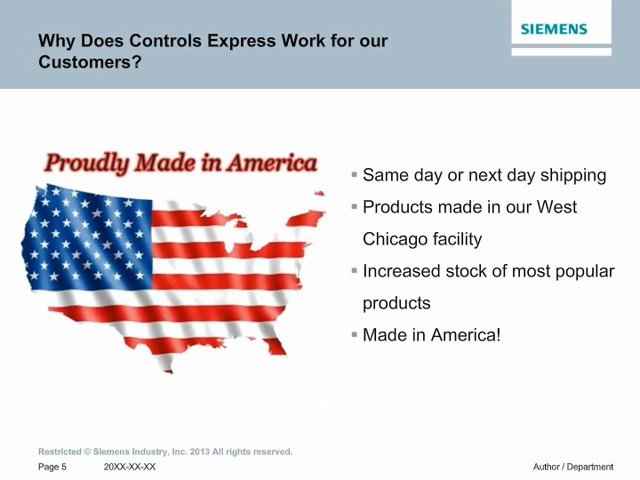 Why Does Controls Express Work for our
Customers?
SIEMENS
Proudly Made in America
Same day or next day shipping
Products made in our West
Chicago facility
Increased stock of most popular
products
Made in America!
Restricted © Siemens Industry, Inc. 2013 All rights reserved.
Page 5 20XX-XX-XX Author / Department